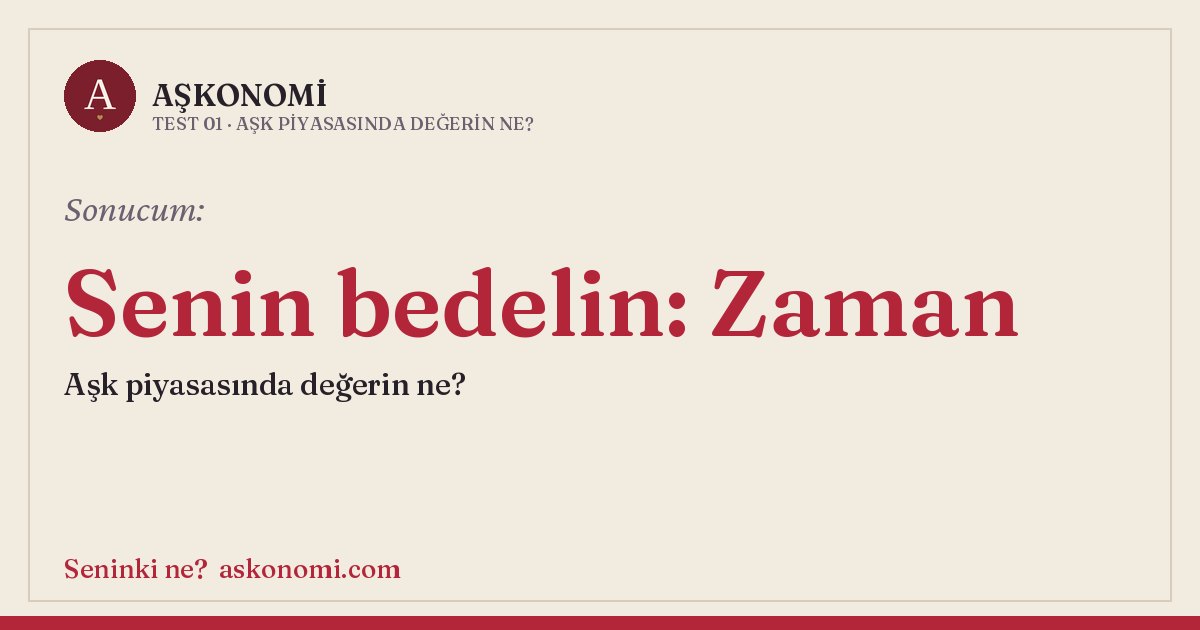 A
AŞKONOMİ
TEST 01 · AŞK PİYASASINDA DEĞERİN NE?
Sonucum:
Senin bedelin: Zaman
Aşk piyasasında değerin ne?
Seninki ne? askonomi.com